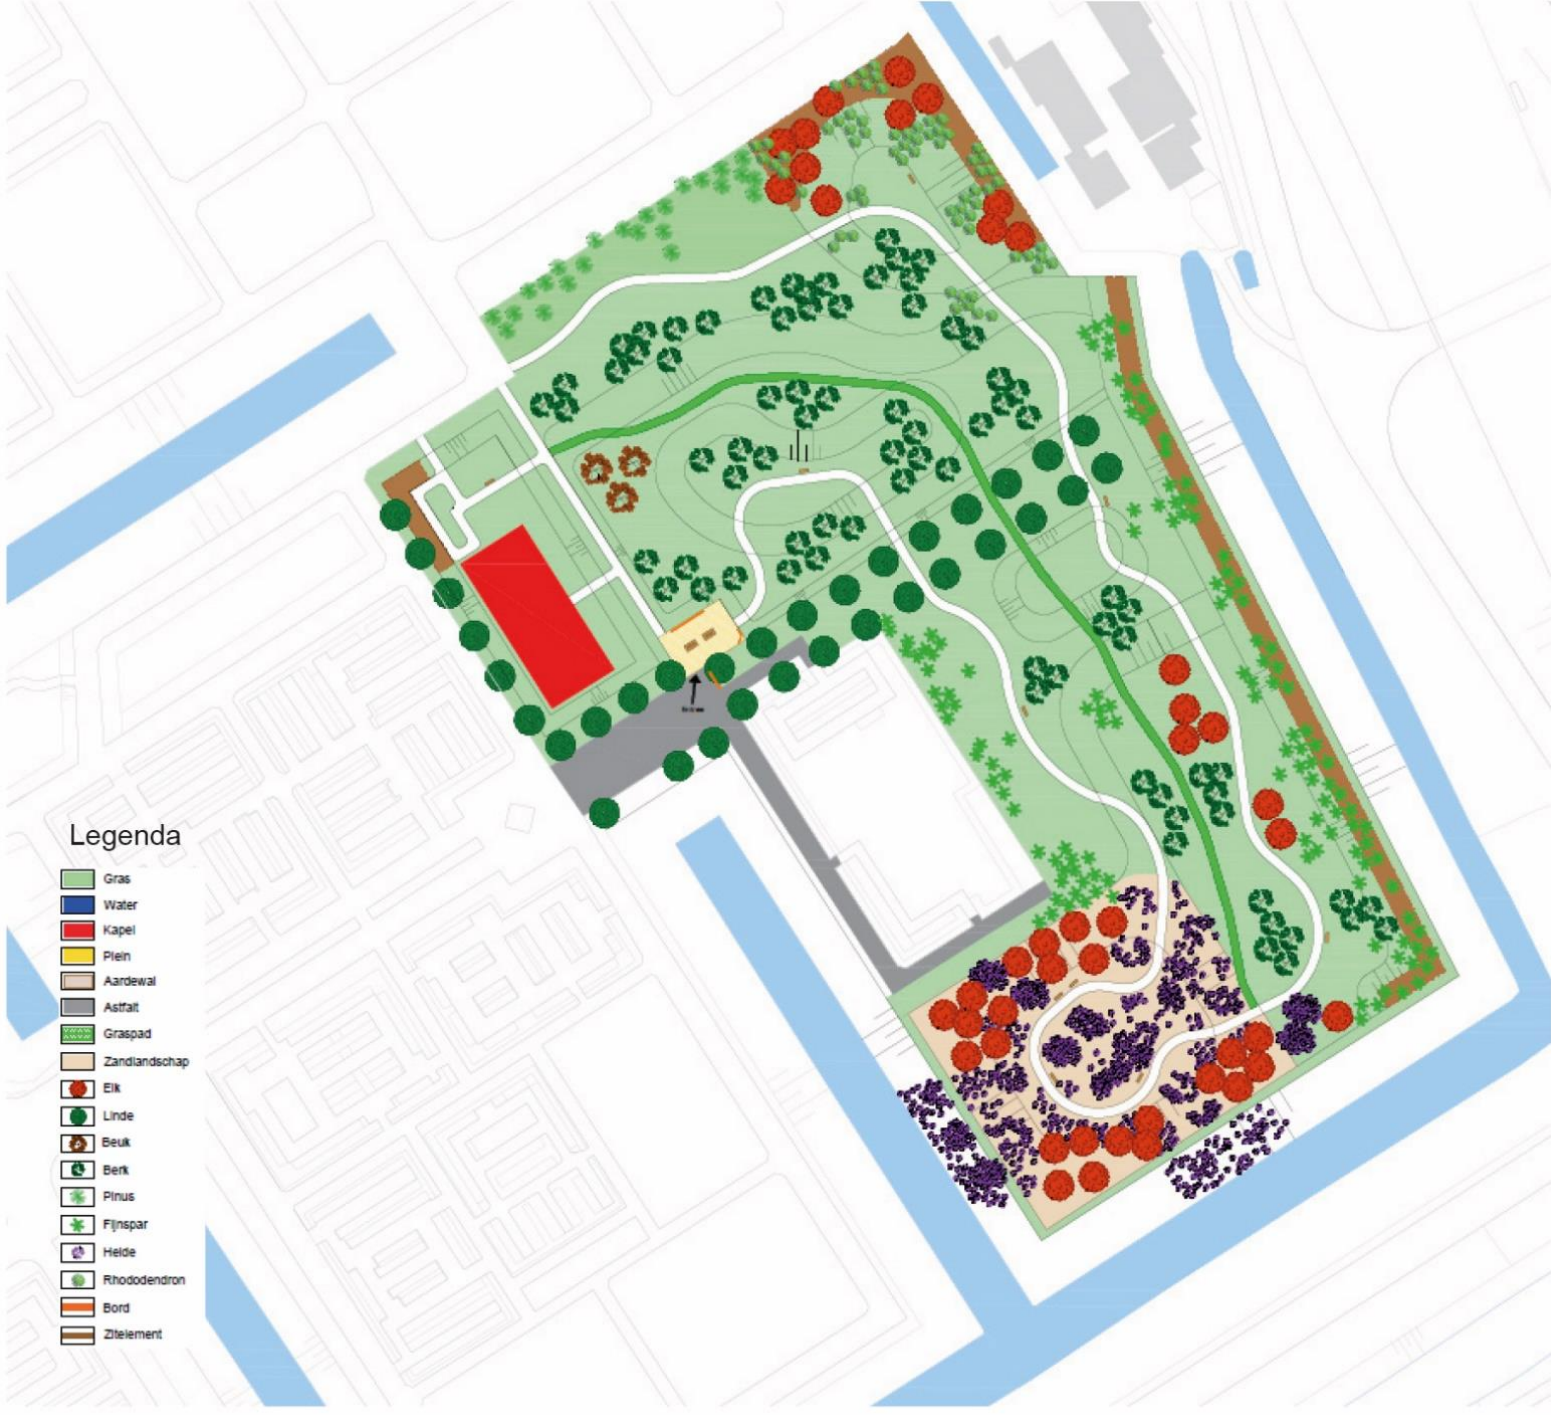 Legenda
Gras
Water
Kapel
Plein
Aardewal
Astfalt
Graspad
Zandlandschap
Eik
Linde
Beuk
Berk
Pinus
Fijnspar
Heide
Rhododendron
Bord
Zitelement